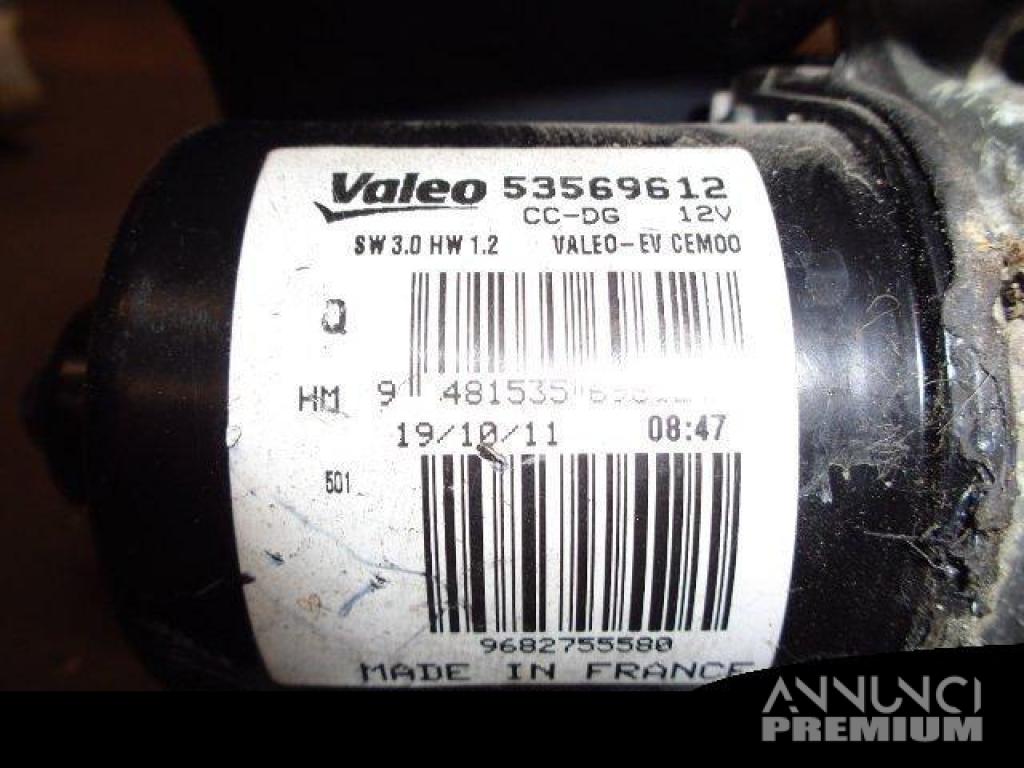 Valeo 53569612
CC-DG 12V
SW 3.0 HW 1.2 VALEO-EV CEM00
Q
HM 9 481535
19/10/11 08:47
501
9682755580
MADE IN FRANCE
ANNUNCI
PREMIUM